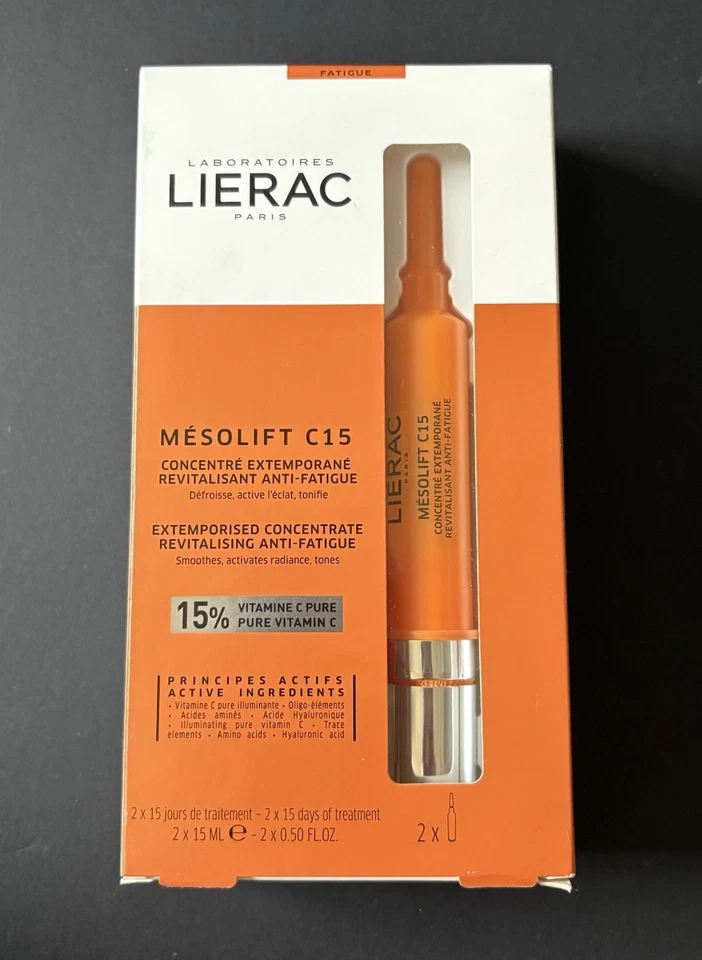 FATIGUE
LABORATOIRES
LIERAC
PARIS
MÉSOLIFT C15
CONCENTRÉ EXTEMPORANÉ
REVITALISANT ANTI-FATIGUE
Défroisse, active l'éclat, tonifie
EXTEMPORISED CONCENTRATE
REVITALISING ANTI-FATIGUE
Smoothes, activates radiance, tones
15% VITAMINE C PURE
PURE VITAMIN C
PRINCIPES ACTIFS
ACTIVE INGREDIENTS
• Vitamine C pure illuminante • Oligo-éléments
• Acides aminés • Acide Hyaluronique
• Illuminating pure vitamin C • Trace
elements • Amino acids • Hyaluronic acid
2 x 15 jours de traitement – 2 x 15 days of treatment
2 x 15 ML ℮ – 2 x 0.50 FL.OZ.
2 x
LIERAC
PARIS
MÉSOLIFT C15
CONCENTRÉ EXTEMPORANÉ
REVITALISANT ANTI-FATIGUE